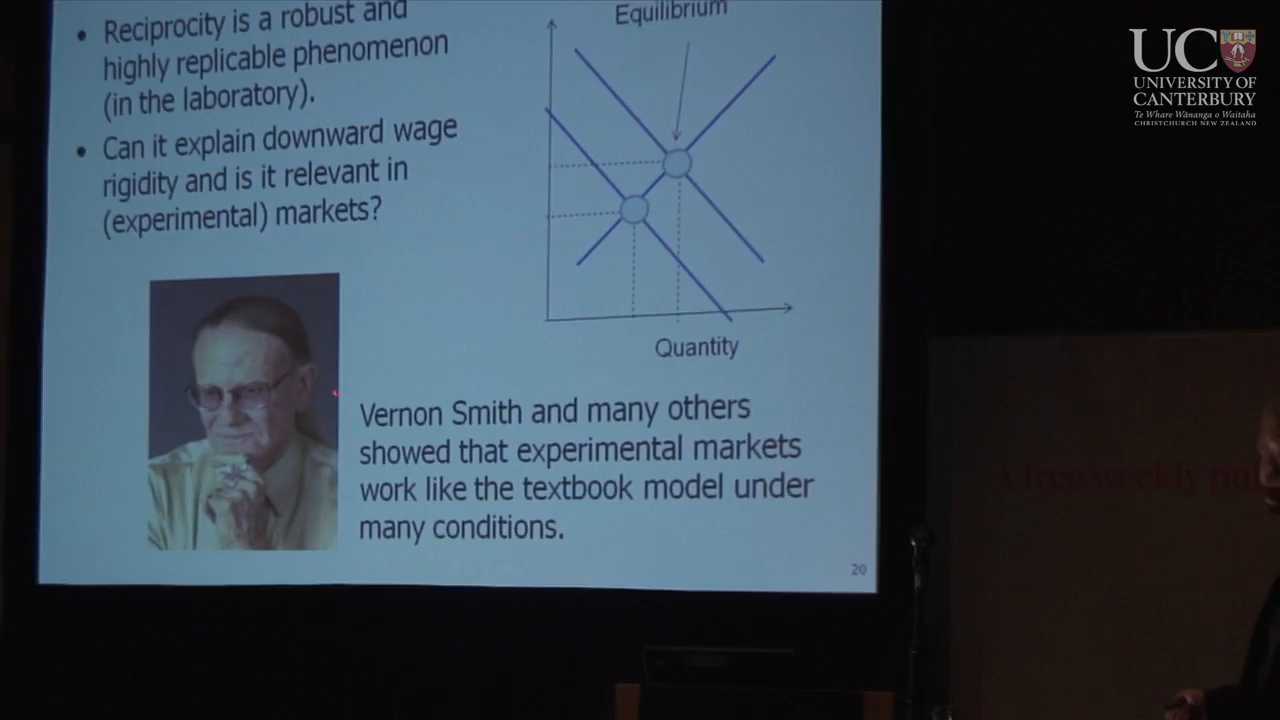 • Reciprocity is a robust and
highly replicable phenomenon
(in the laboratory).
• Can it explain downward wage
rigidity and is it relevant in
(experimental) markets?
Equilibrium
Quantity
Vernon Smith and many others
showed that experimental markets
work like the textbook model under
many conditions.
20
UC
UNIVERSITY OF
CANTERBURY
Te Whare Wānanga o Waitaha
CHRISTCHURCH NEW ZEALAND
A free weekly